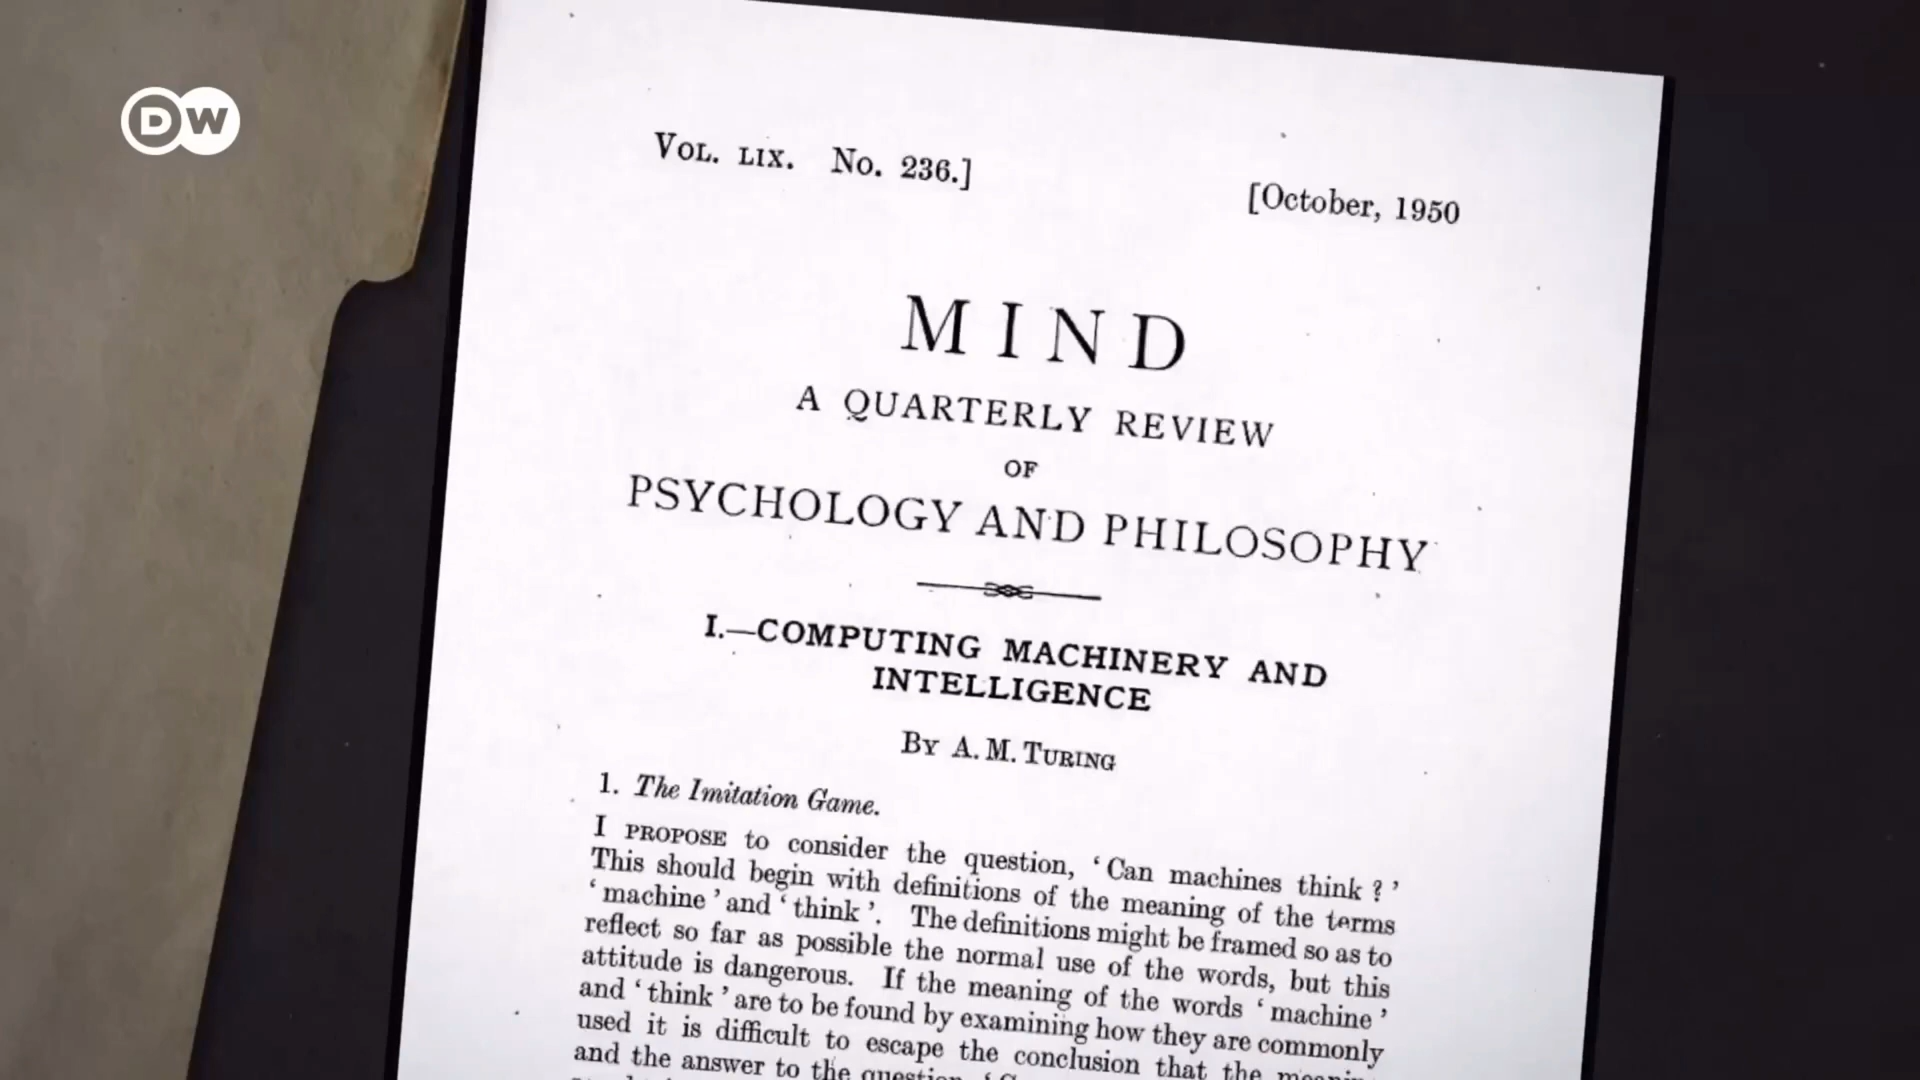 DW
VOL. LIX. No. 236.]
[October, 1950
MIND
A QUARTERLY REVIEW
OF
PSYCHOLOGY AND PHILOSOPHY
I.—COMPUTING MACHINERY AND
INTELLIGENCE
BY A. M. TURING
1. The Imitation Game.
I PROPOSE to consider the question, ‘Can machines think?’
This should begin with definitions of the meaning of the terms
‘machine’ and ‘think’. The definitions might be framed so as to
reflect so far as possible the normal use of the words, but this
attitude is dangerous. If the meaning of the words ‘machine’
and ‘think’ are to be found by examining how they are commonly
used it is difficult to escape the conclusion that the
and the answer to the question,